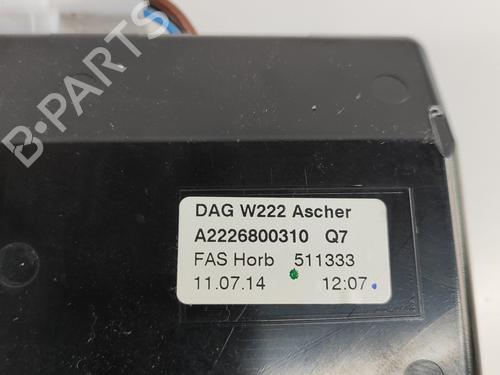 B-PARTS
DAG W222 Ascher
A2226800310 Q7
FAS Horb 511333
11.07.14 12:07